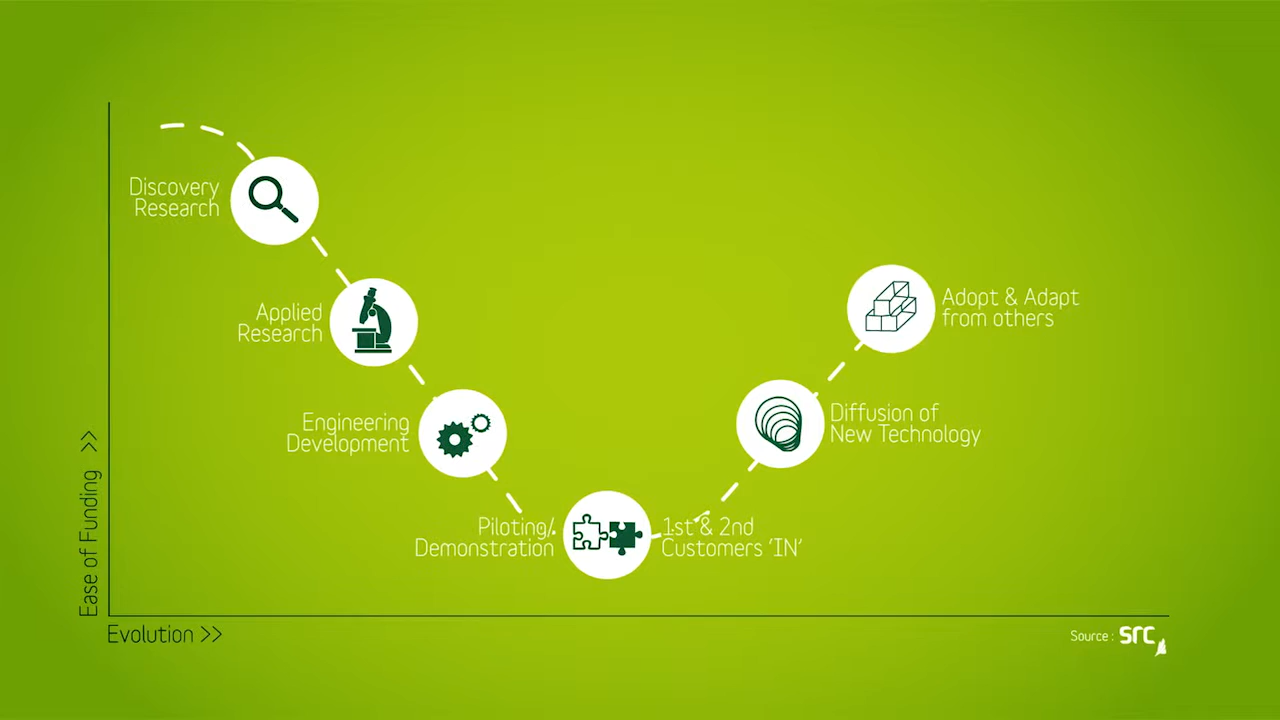 Discovery
Research
Applied
Research
Engineering
Development
Piloting/
Demonstration
1st & 2nd
Customers 'IN'
Diffusion of
New Technology
Adopt & Adapt
from others
Ease of Funding >>
Evolution >>
Source : src